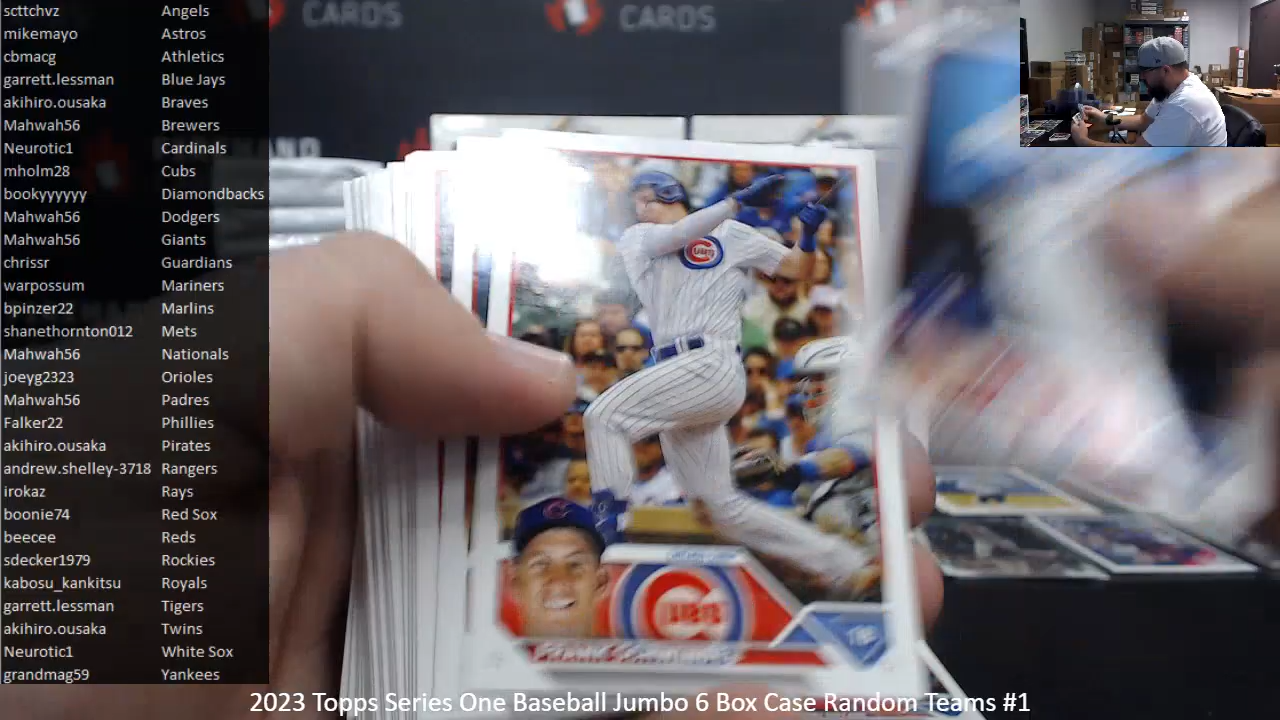 CARDS
CARDS
scttchvz Angels
mikemayo Astros
cbmacg Athletics
garrett.lessman Blue Jays
akihiro.ousaka Braves
Mahwah56 Brewers
Neurotic1 Cardinals
mholm28 Cubs
bookyyyyyy Diamondbacks
Mahwah56 Dodgers
Mahwah56 Giants
chrissr Guardians
warpossum Mariners
bpinzer22 Marlins
shanethornton012 Mets
Mahwah56 Nationals
joeyg2323 Orioles
Mahwah56 Padres
Falker22 Phillies
akihiro.ousaka Pirates
andrew.shelley-3718 Rangers
irokaz Rays
boonie74 Red Sox
beecee Reds
sdecker1979 Rockies
kabosu_kankitsu Royals
garrett.lessman Tigers
akihiro.ousaka Twins
Neurotic1 White Sox
grandmag59 Yankees
CUBS
FRANK
2023 Topps Series One Baseball Jumbo 6 Box Case Random Teams #1